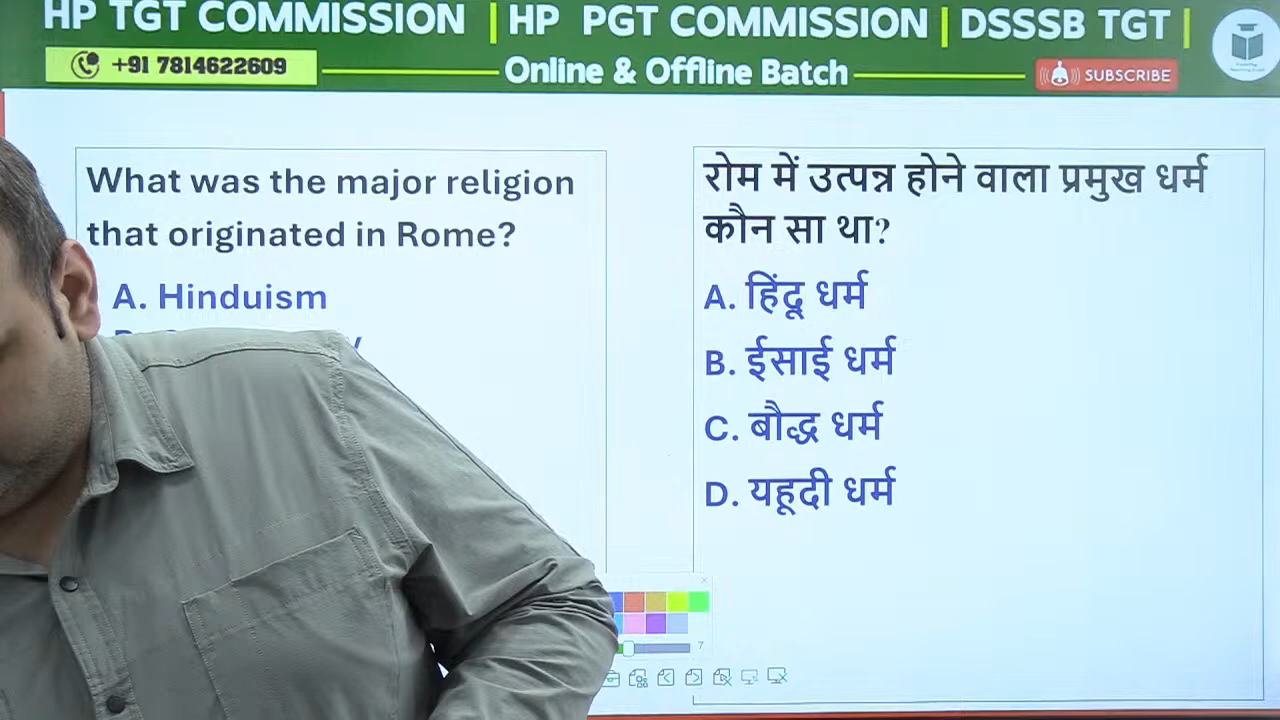 HP TGT COMMISSION | HP PGT COMMISSION | DSSSB TGT |
+91 7814622609
Online & Offline Batch
SUBSCRIBE
What was the major religion
that originated in Rome?
A. Hinduism
रोम में उत्पन्न होने वाला प्रमुख धर्म
कौन सा था?
A. हिंदू धर्म
B. ईसाई धर्म
C. बौद्ध धर्म
D. यहूदी धर्म
7